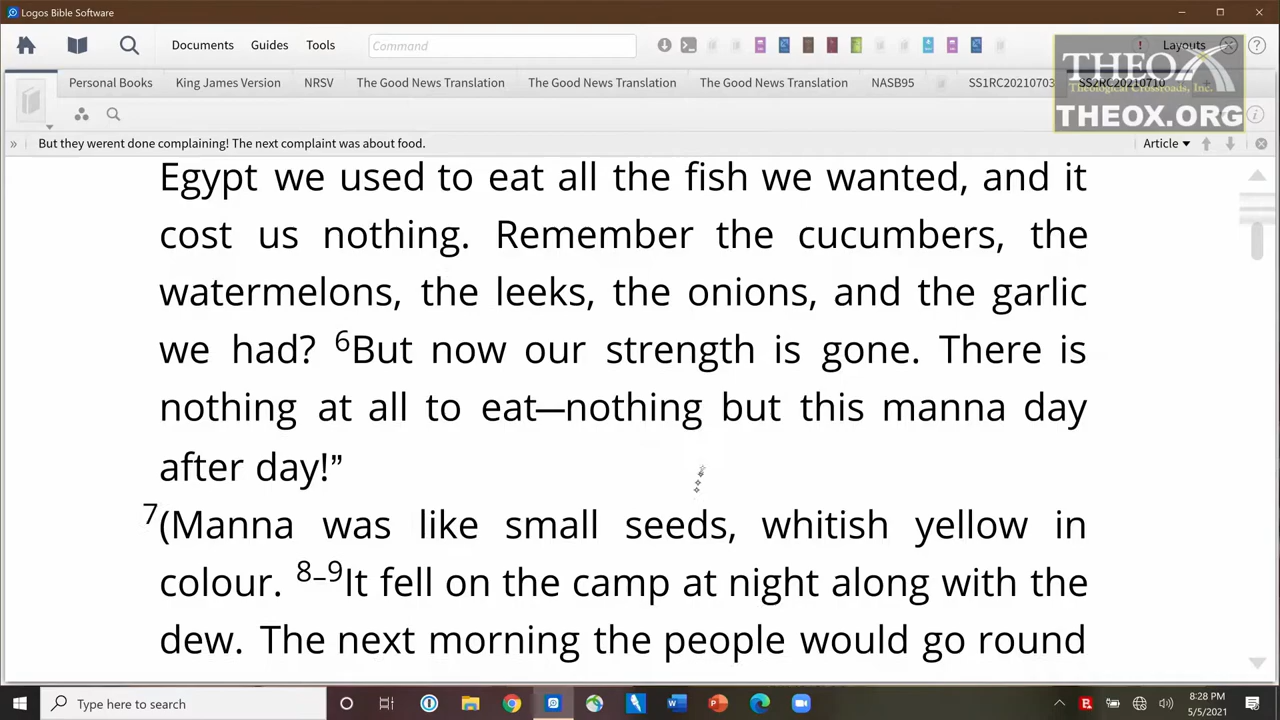 Logos Bible Software
Documents Guides Tools Command Layouts
THEOX
Theological Crossroads, Inc.
THEOX.ORG
Personal Books King James Version NRSV The Good News Translation The Good News Translation The Good News Translation NASB95 SS1RC20210703 SS2RC20210710
But they werent done complaining! The next complaint was about food. Article
Egypt we used to eat all the fish we wanted, and it
cost us nothing. Remember the cucumbers, the
watermelons, the leeks, the onions, and the garlic
we had? 6But now our strength is gone. There is
nothing at all to eat—nothing but this manna day
after day!”
7(Manna was like small seeds, whitish yellow in
colour. 8–9It fell on the camp at night along with the
dew. The next morning the people would go round
Type here to search
8:28 PM
5/5/2021